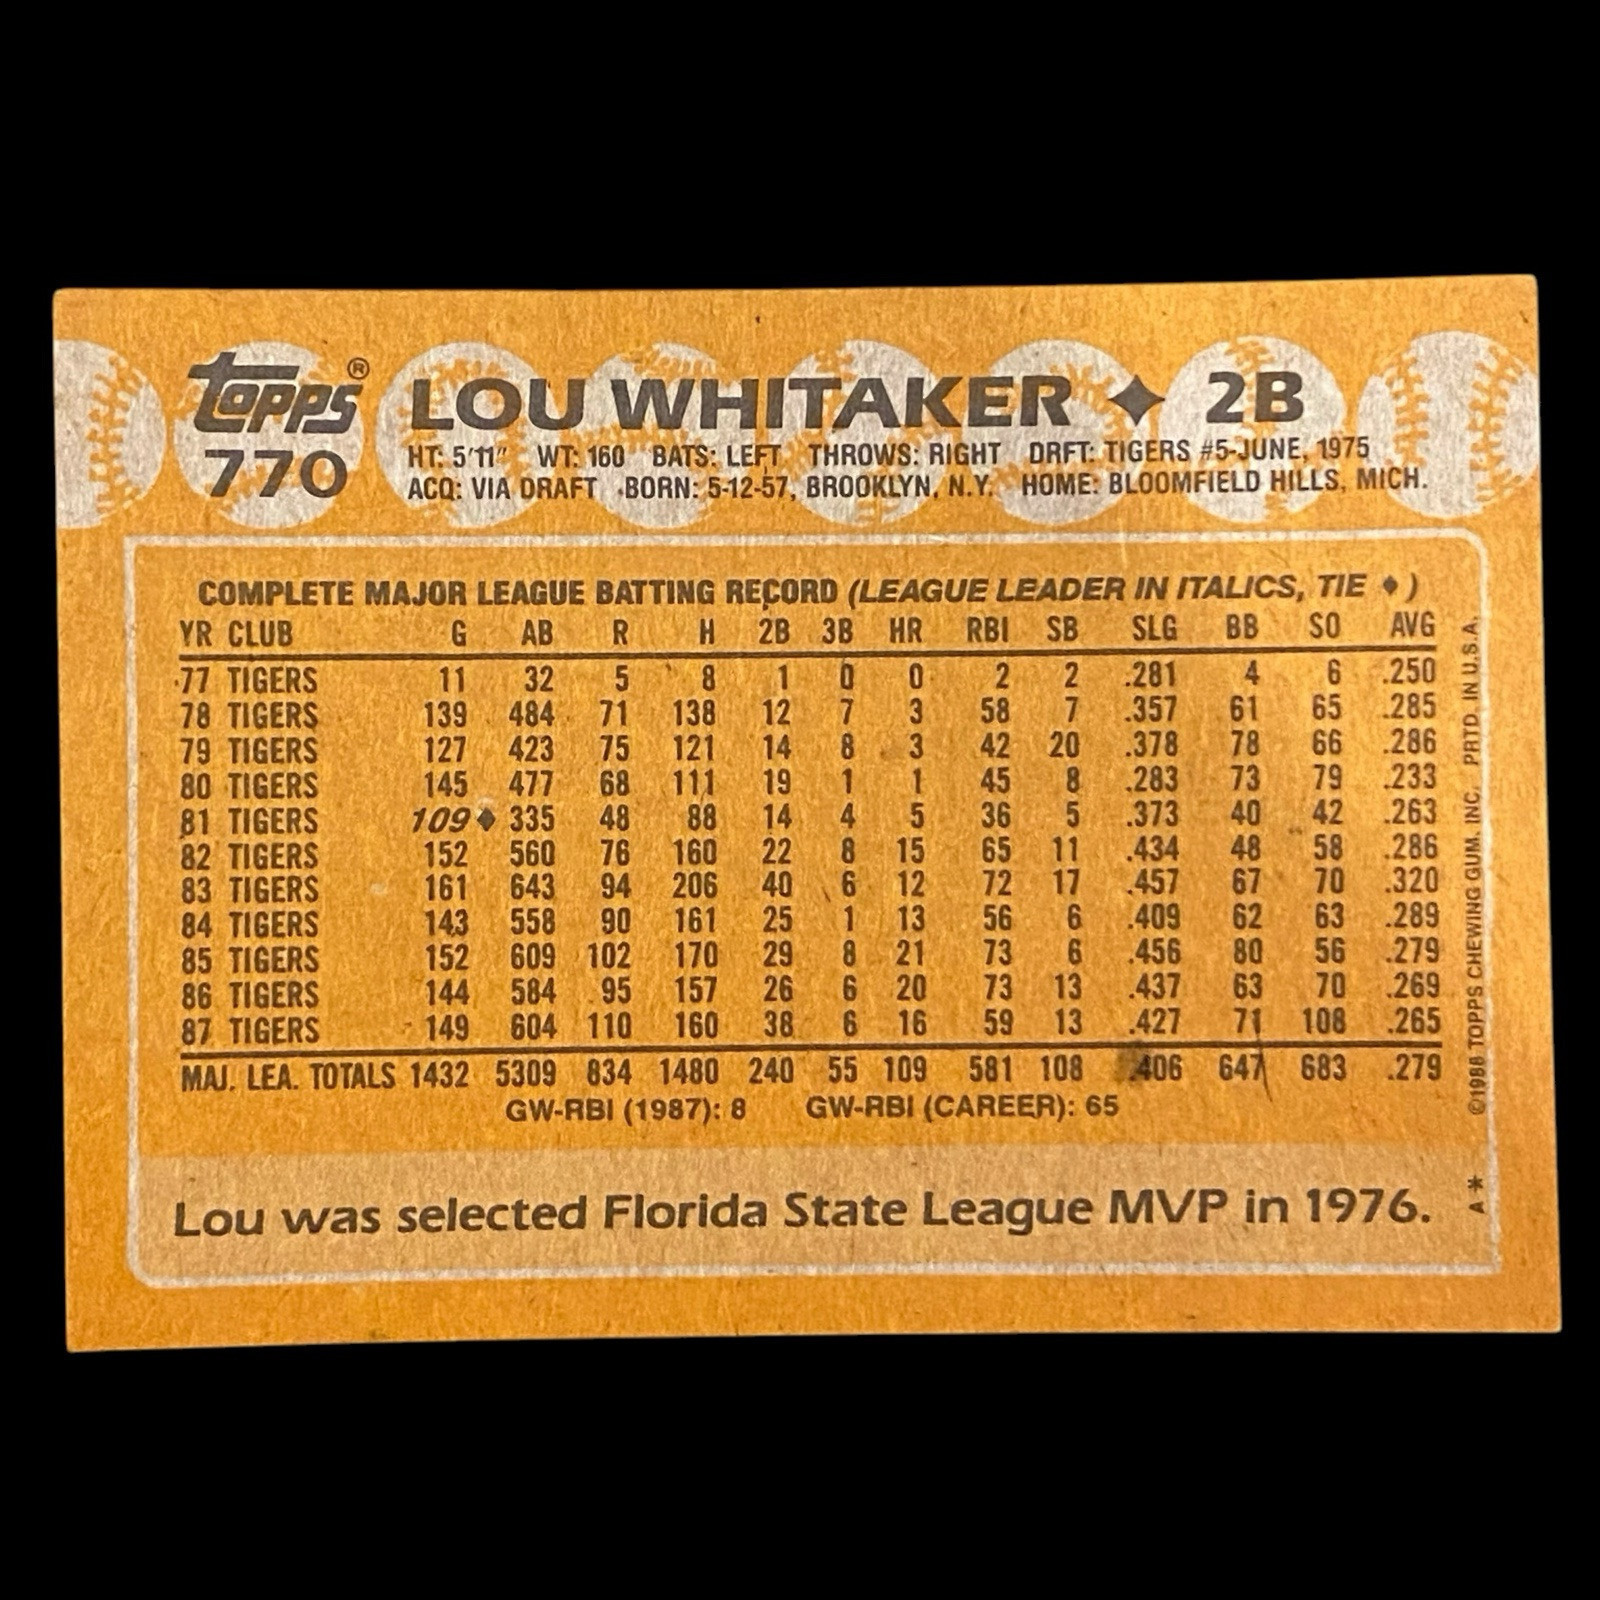 topps® LOU WHITAKER ✦ 2B
770 HT: 5'11" WT: 160 BATS: LEFT THROWS: RIGHT DRFT: TIGERS #5-JUNE, 1975
ACQ: VIA DRAFT BORN: 5-12-57, BROOKLYN, N.Y. HOME: BLOOMFIELD HILLS, MICH.
COMPLETE MAJOR LEAGUE BATTING RECORD (LEAGUE LEADER IN ITALICS, TIE ♦)
YR CLUB G AB R H 2B 3B HR RBI SB SLG BB SO AVG
77 TIGERS 11 32 5 8 1 0 0 2 2 .281 4 6 .250
78 TIGERS 139 484 71 138 12 7 3 58 7 .357 61 65 .285
79 TIGERS 127 423 75 121 14 8 3 42 20 .378 78 66 .286
80 TIGERS 145 477 68 111 19 1 1 45 8 .283 73 79 .233
81 TIGERS 109♦ 335 48 88 14 4 5 36 5 .373 40 42 .263
82 TIGERS 152 560 76 160 22 8 15 65 11 .434 48 58 .286
83 TIGERS 161 643 94 206 40 6 12 72 17 .457 67 70 .320
84 TIGERS 143 558 90 161 25 1 13 56 6 .409 62 63 .289
85 TIGERS 152 609 102 170 29 8 21 73 6 .456 80 56 .279
86 TIGERS 144 584 95 157 26 6 20 73 13 .437 63 70 .269
87 TIGERS 149 604 110 160 38 6 16 59 13 .427 71 108 .265
MAJ. LEA. TOTALS 1432 5309 834 1480 240 55 109 581 108 .406 647 683 .279
GW-RBI (1987): 8 GW-RBI (CAREER): 65
Lou was selected Florida State League MVP in 1976.
©1988 TOPPS CHEWING GUM, INC. PRTD. IN U.S.A.
A*